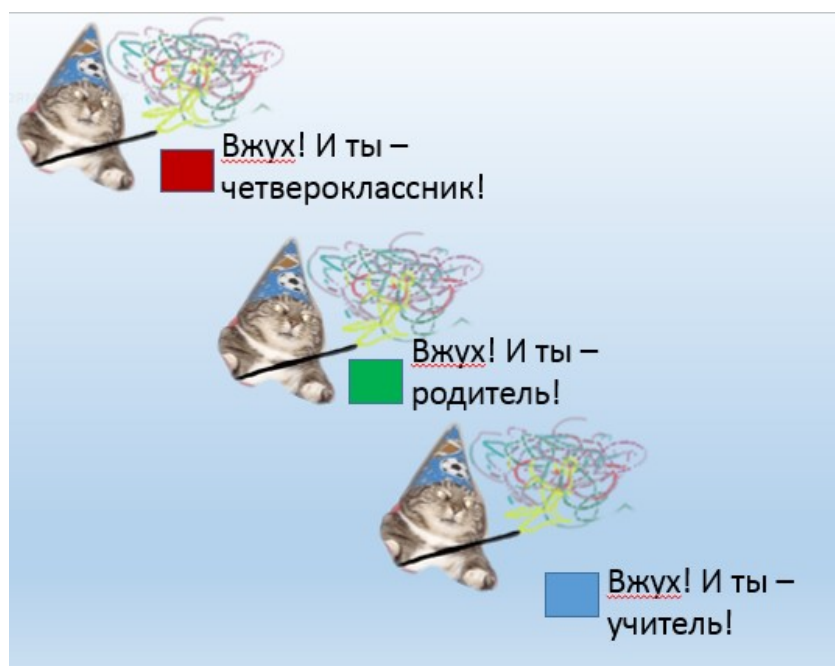 Вжух! И ты –
четвероклассник!
Вжух! И ты –
родитель!
Вжух! И ты –
учитель!